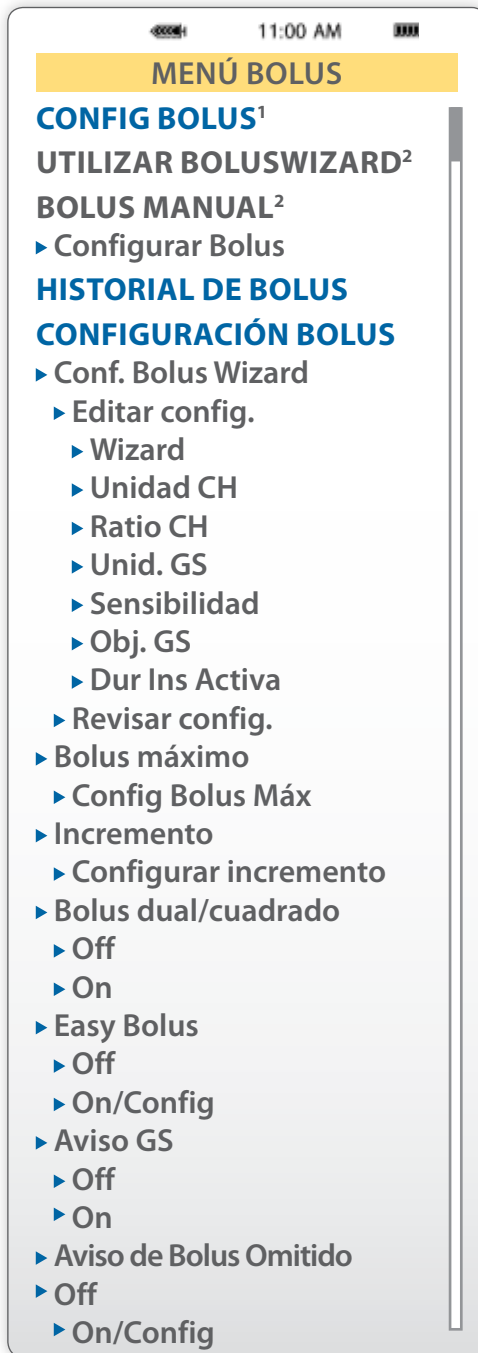 11:00 AM
MENÚ BOLUS
CONFIG BOLUS¹
UTILIZAR BOLUSWIZARD²
BOLUS MANUAL²
Configurar Bolus
HISTORIAL DE BOLUS
CONFIGURACIÓN BOLUS
Conf. Bolus Wizard
Editar config.
Wizard
Unidad CH
Ratio CH
Unid. GS
Sensibilidad
Obj. GS
Dur Ins Activa
Revisar config.
Bolus máximo
Config Bolus Máx
Incremento
Configurar incremento
Bolus dual/cuadrado
Off
On
Easy Bolus
Off
On/Config
Aviso GS
Off
On
Aviso de Bolus Omitido
Off
On/Config